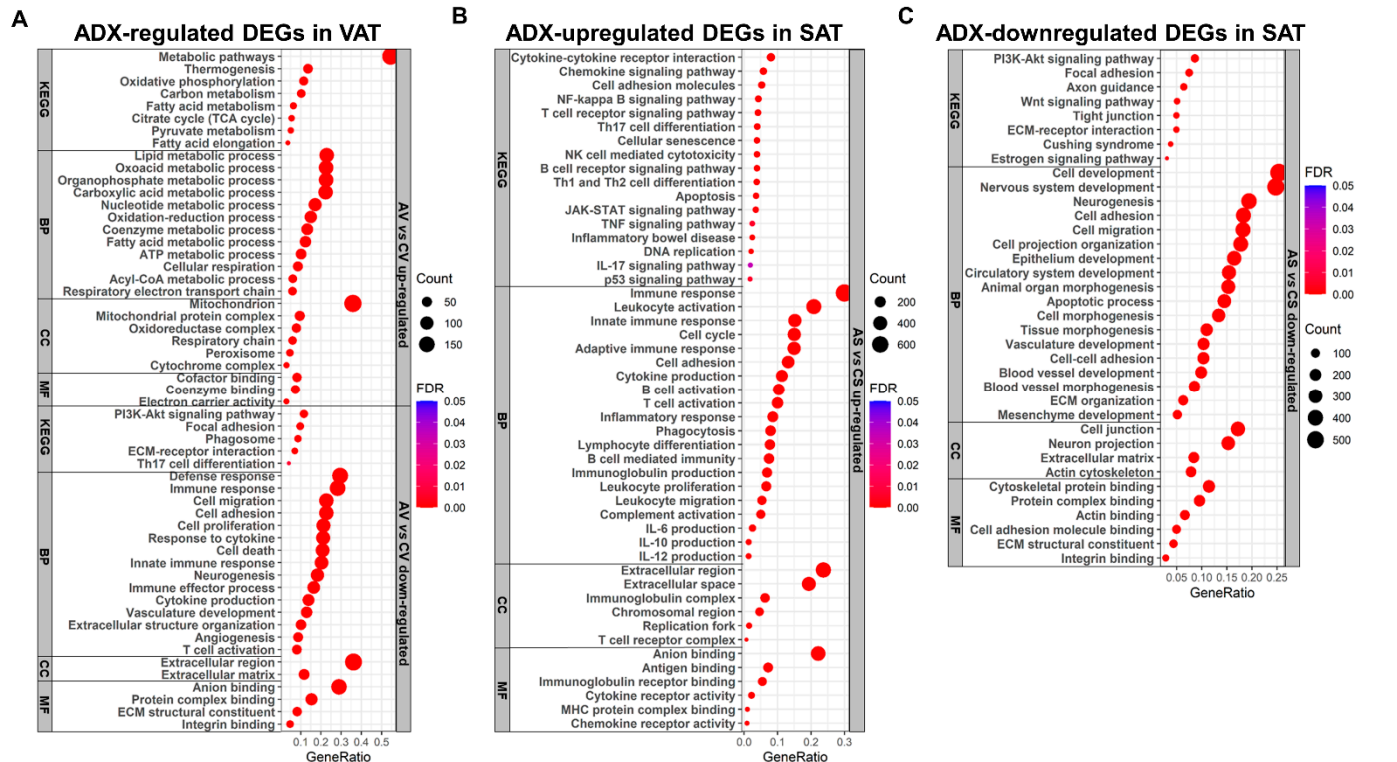 A
ADX-regulated DEGs in VAT
KEGG
Metabolic pathways
Thermogenesis
Oxidative phosphorylation
Carbon metabolism
Fatty acid metabolism
Citrate cycle (TCA cycle)
Pyruvate metabolism
Fatty acid elongation
BP
Lipid metabolic process
Oxoacid metabolic process
Organophosphate metabolic process
Carboxylic acid metabolic process
Nucleotide metabolic process
Oxidation-reduction process
Coenzyme metabolic process
Fatty acid metabolic process
ATP metabolic process
Cellular respiration
Acyl-CoA metabolic process
Respiratory electron transport chain
CC
Mitochondrion
Mitochondrial protein complex
Oxidoreductase complex
Respiratory chain
Peroxisome
Cytochrome complex
MF
Cofactor binding
Coenzyme binding
Electron carrier activity
AV vs CV up-regulated
KEGG
PI3K-Akt signaling pathway
Focal adhesion
Phagosome
ECM-receptor interaction
Th17 cell differentiation
BP
Defense response
Immune response
Cell migration
Cell adhesion
Cell proliferation
Response to cytokine
Cell death
Innate immune response
Neurogenesis
Immune effector process
Cytokine production
Vasculature development
Extracellular structure organization
Angiogenesis
T cell activation
CC
Extracellular region
Extracellular matrix
MF
Anion binding
Protein complex binding
ECM structural constituent
Integrin binding
AV vs CV down-regulated
0.1 0.2 0.3 0.4 0.5
GeneRatio
Count
50
100
150
FDR
0.05
0.04
0.03
0.02
0.01
0.00
B
ADX-upregulated DEGs in SAT
KEGG
Cytokine-cytokine receptor interaction
Chemokine signaling pathway
Cell adhesion molecules
NF-kappa B signaling pathway
T cell receptor signaling pathway
Th17 cell differentiation
Cellular senescence
NK cell mediated cytotoxicity
B cell receptor signaling pathway
Th1 and Th2 cell differentiation
Apoptosis
JAK-STAT signaling pathway
TNF signaling pathway
Inflammatory bowel disease
DNA replication
IL-17 signaling pathway
p53 signaling pathway
BP
Immune response
Leukocyte activation
Innate immune response
Cell cycle
Adaptive immune response
Cell adhesion
Cytokine production
B cell activation
T cell activation
Inflammatory response
Phagocytosis
Lymphocyte differentiation
B cell mediated immunity
Immunoglobulin production
Leukocyte proliferation
Leukocyte migration
Complement activation
IL-6 production
IL-10 production
IL-12 production
CC
Extracellular region
Extracellular space
Immunoglobulin complex
Chromosomal region
Replication fork
T cell receptor complex
MF
Anion binding
Antigen binding
Immunoglobulin receptor binding
Cytokine receptor activity
MHC protein complex binding
Chemokine receptor activity
AS vs CS up-regulated
0.0 0.1 0.2 0.3
GeneRatio
Count
200
400
600
FDR
0.05
0.04
0.03
0.02
0.01
0.00
C
ADX-downregulated DEGs in SAT
KEGG
PI3K-Akt signaling pathway
Focal adhesion
Axon guidance
Wnt signaling pathway
Tight junction
ECM-receptor interaction
Cushing syndrome
Estrogen signaling pathway
BP
Cell development
Nervous system development
Neurogenesis
Cell adhesion
Cell migration
Cell projection organization
Epithelium development
Circulatory system development
Animal organ morphogenesis
Apoptotic process
Cell morphogenesis
Tissue morphogenesis
Vasculature development
Cell-cell adhesion
Blood vessel development
Blood vessel morphogenesis
ECM organization
Mesenchyme development
CC
Cell junction
Neuron projection
Extracellular matrix
Actin cytoskeleton
MF
Cytoskeletal protein binding
Protein complex binding
Actin binding
Cell adhesion molecule binding
ECM structural constituent
Integrin binding
AS vs CS down-regulated
0.05 0.10 0.15 0.20 0.25
GeneRatio
FDR
0.05
0.04
0.03
0.02
0.01
0.00
Count
100
200
300
400
500